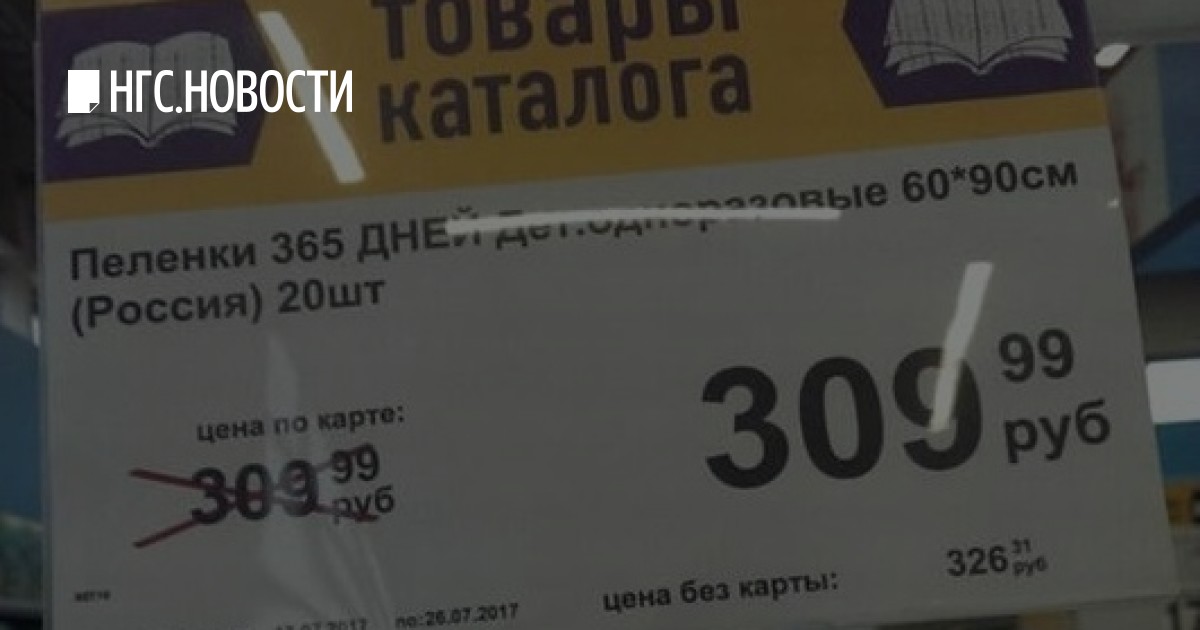 НГС.НОВОСТИ
товары
каталога
Пеленки 365 ДНЕЙ Дет.одноразовые 60*90см
(Россия) 20шт
309 99
руб
цена по карте:
309 99
руб
цена без карты: 326 31
руб
по:26.07.2017